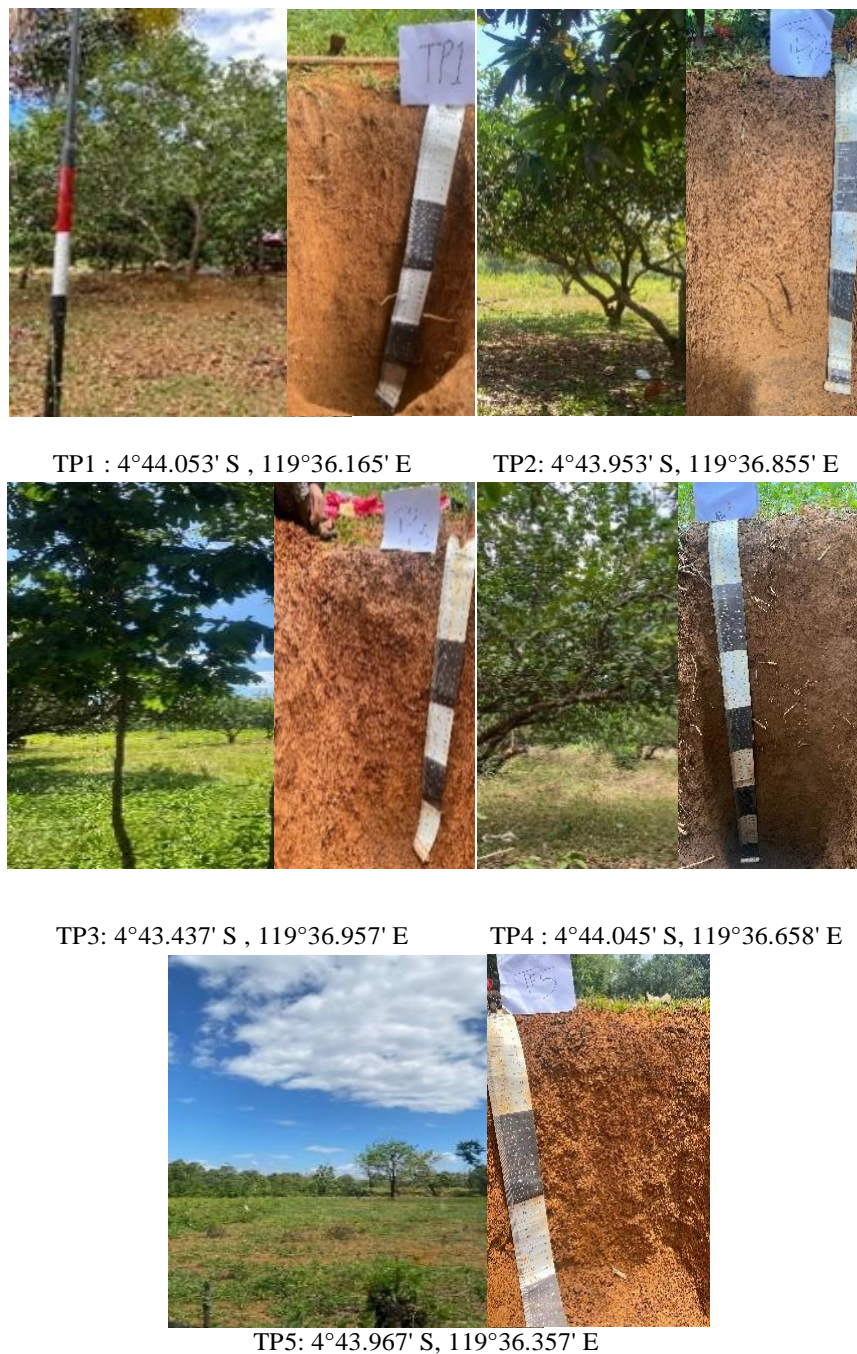 TP1
TP2
TP1 : 4°44.053' S , 119°36.165' E
TP2: 4°43.953' S, 119°36.855' E
TP3: 4°43.437' S , 119°36.957' E
TP4 : 4°44.045' S, 119°36.658' E
TP5
TP5: 4°43.967' S, 119°36.357' E